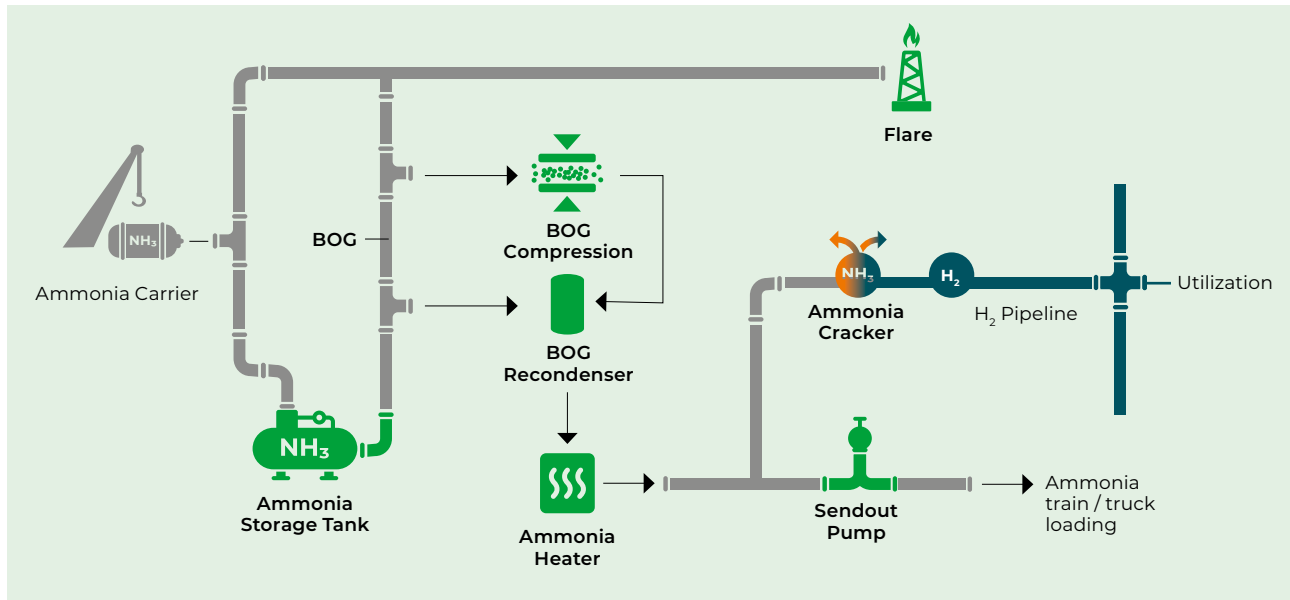 Flare
NH₃
Ammonia Carrier
BOG
BOG
Compression
BOG
Recondenser
NH₃
Ammonia
Storage Tank
Ammonia
Heater
NH₃
Ammonia
Cracker
H₂
H₂ Pipeline
Utilization
Sendout
Pump
Ammonia
train / truck
loading